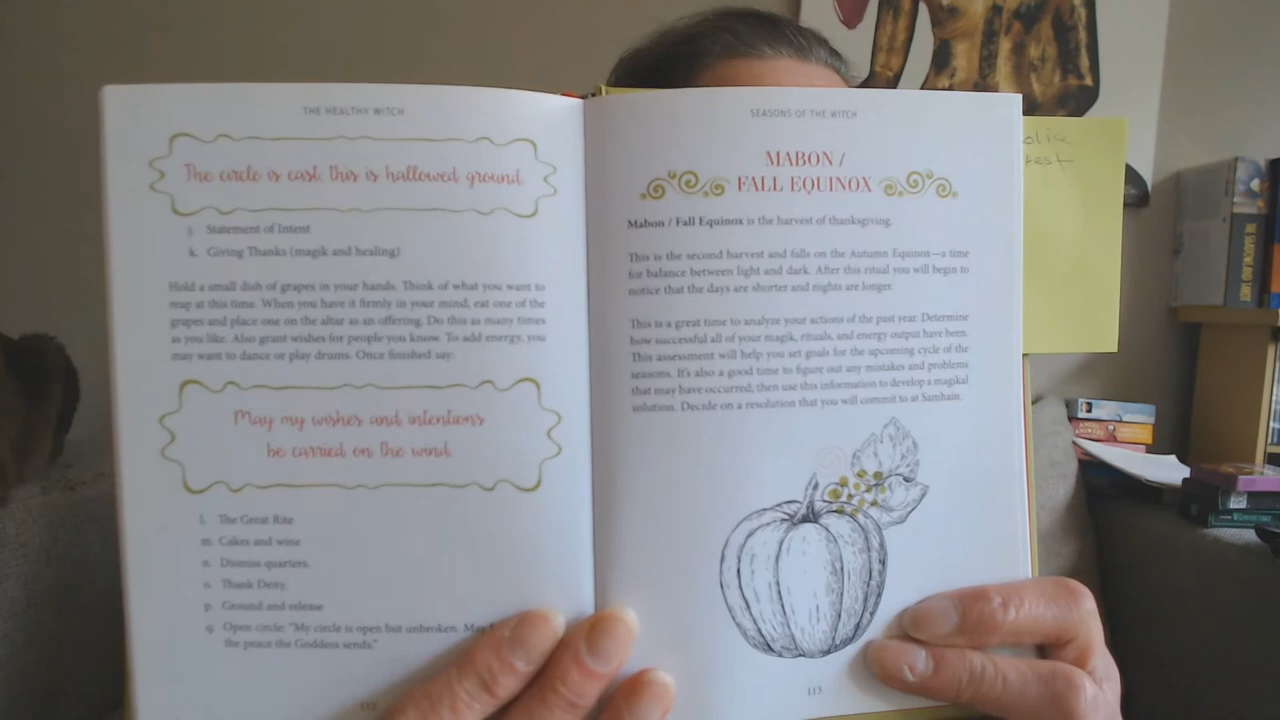 THE HEALTHY WITCH
The circle is cast, this is hallowed ground.
j. Statement of Intent
k. Giving Thanks (magik and healing)
Hold a small dish of grapes in your hands. Think of what you want to
reap at this time. When you have it firmly in your mind, eat one of the
grapes and place one on the altar as an offering. Do this as many times
as you like. Also grant wishes for people you know. To add energy, you
may want to dance or play drums. Once finished say:
May my wishes and intentions
be carried on the wind.
l. The Great Rite
m. Cakes and wine
n. Dismiss quarters.
o. Thank Deity.
p. Ground and release
q. Open circle: "My circle is open but unbroken. May
the peace the Goddess sends."
112
SEASONS OF THE WITCH
MABON /
FALL EQUINOX
Mabon / Fall Equinox is the harvest of thanksgiving.
This is the second harvest and falls on the Autumn Equinox—a time
for balance between light and dark. After this ritual you will begin to
notice that the days are shorter and nights are longer.
This is a great time to analyze your actions of the past year. Determine
how successful all of your magik, rituals, and energy output have been.
This assessment will help you set goals for the upcoming cycle of the
seasons. It's also a good time to figure out any mistakes and problems
that may have occurred; then use this information to develop a magikal
solution. Decide on a resolution that you will commit to at Samhain.
113
olice
test
ANGEL
ANSWERS